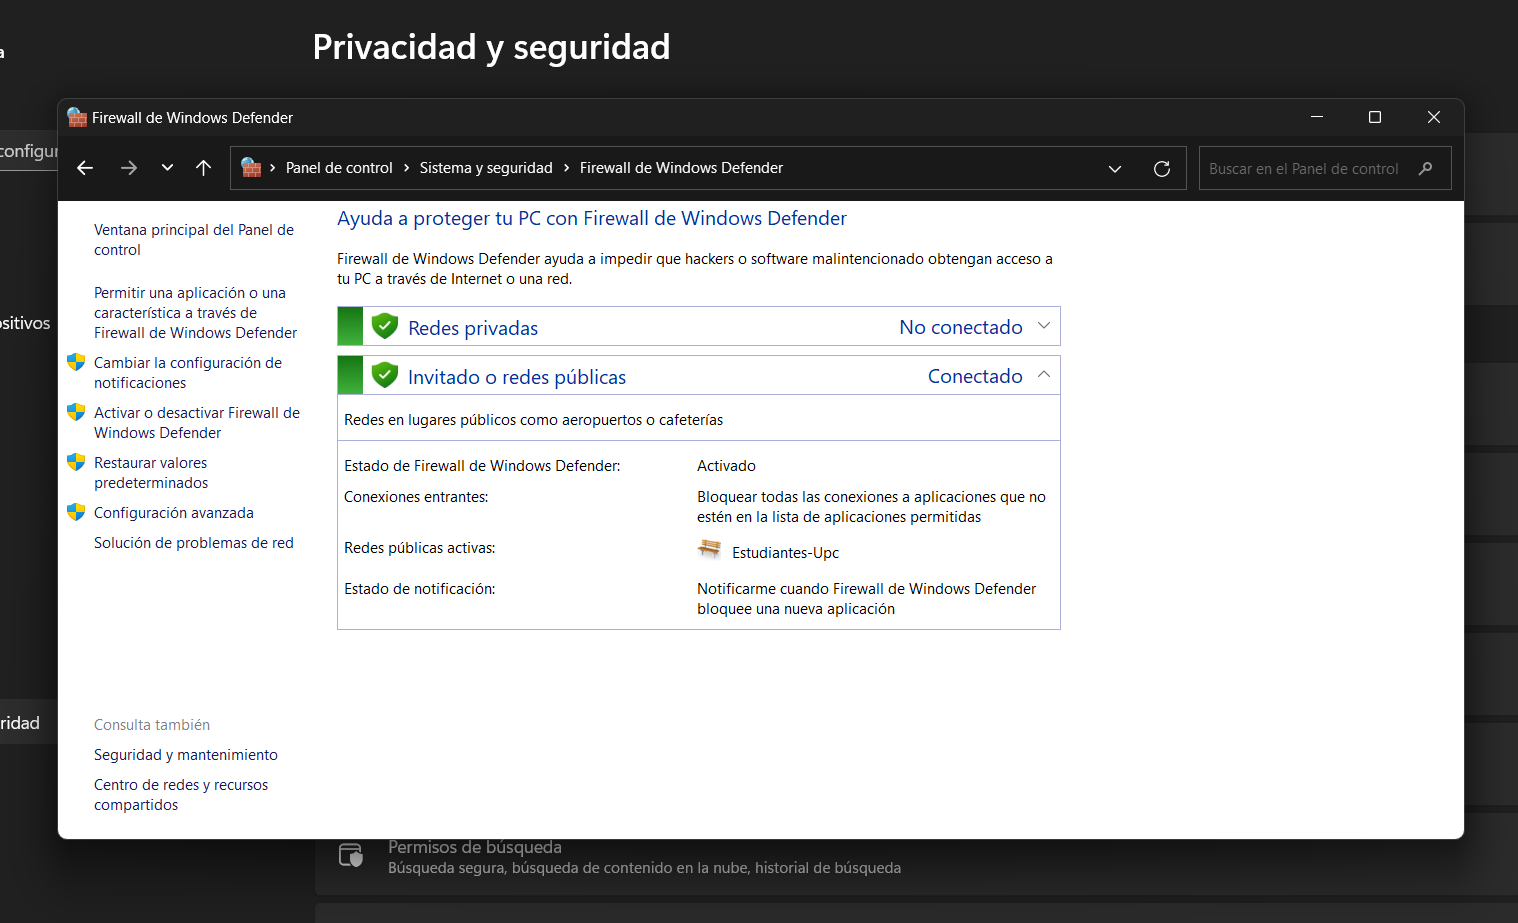 a
Privacidad y seguridad
Firewall de Windows Defender
configur
Panel de control > Sistema y seguridad > Firewall de Windows Defender
Buscar en el Panel de control
Ventana principal del Panel de
control
Permitir una aplicación o una
característica a través de
Firewall de Windows Defender
Cambiar la configuración de
notificaciones
Activar o desactivar Firewall de
Windows Defender
Restaurar valores
predeterminados
Configuración avanzada
Solución de problemas de red
ositivos
Ayuda a proteger tu PC con Firewall de Windows Defender
Firewall de Windows Defender ayuda a impedir que hackers o software malintencionado obtengan acceso a
tu PC a través de Internet o una red.
Redes privadas No conectado
Invitado o redes públicas Conectado
Redes en lugares públicos como aeropuertos o cafeterías
Estado de Firewall de Windows Defender: Activado
Conexiones entrantes: Bloquear todas las conexiones a aplicaciones que no
estén en la lista de aplicaciones permitidas
Redes públicas activas: Estudiantes-Upc
Estado de notificación: Notificarme cuando Firewall de Windows Defender
bloquee una nueva aplicación
ridad
Consulta también
Seguridad y mantenimiento
Centro de redes y recursos
compartidos
Permisos de búsqueda
Búsqueda segura, búsqueda de contenido en la nube, historial de búsqueda